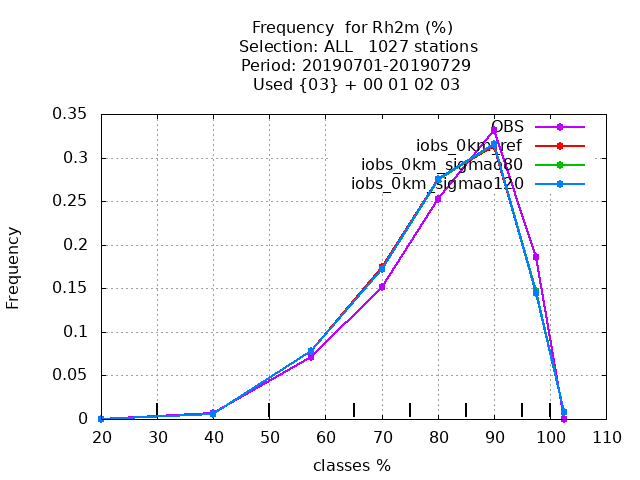 Frequency  for Rh2m (%)
Selection: ALL   1027 stations
Period: 20190701-20190729
Used {03} + 00 01 02 03
0.35
0.3
0.25
0.2
0.15
0.1
0.05
0
Frequency
OBS
iobs_0km_ref
iobs_0km_sigmao80
iobs_0km_sigmao120
20 30 40 50 60 70 80 90 100 110
classes %